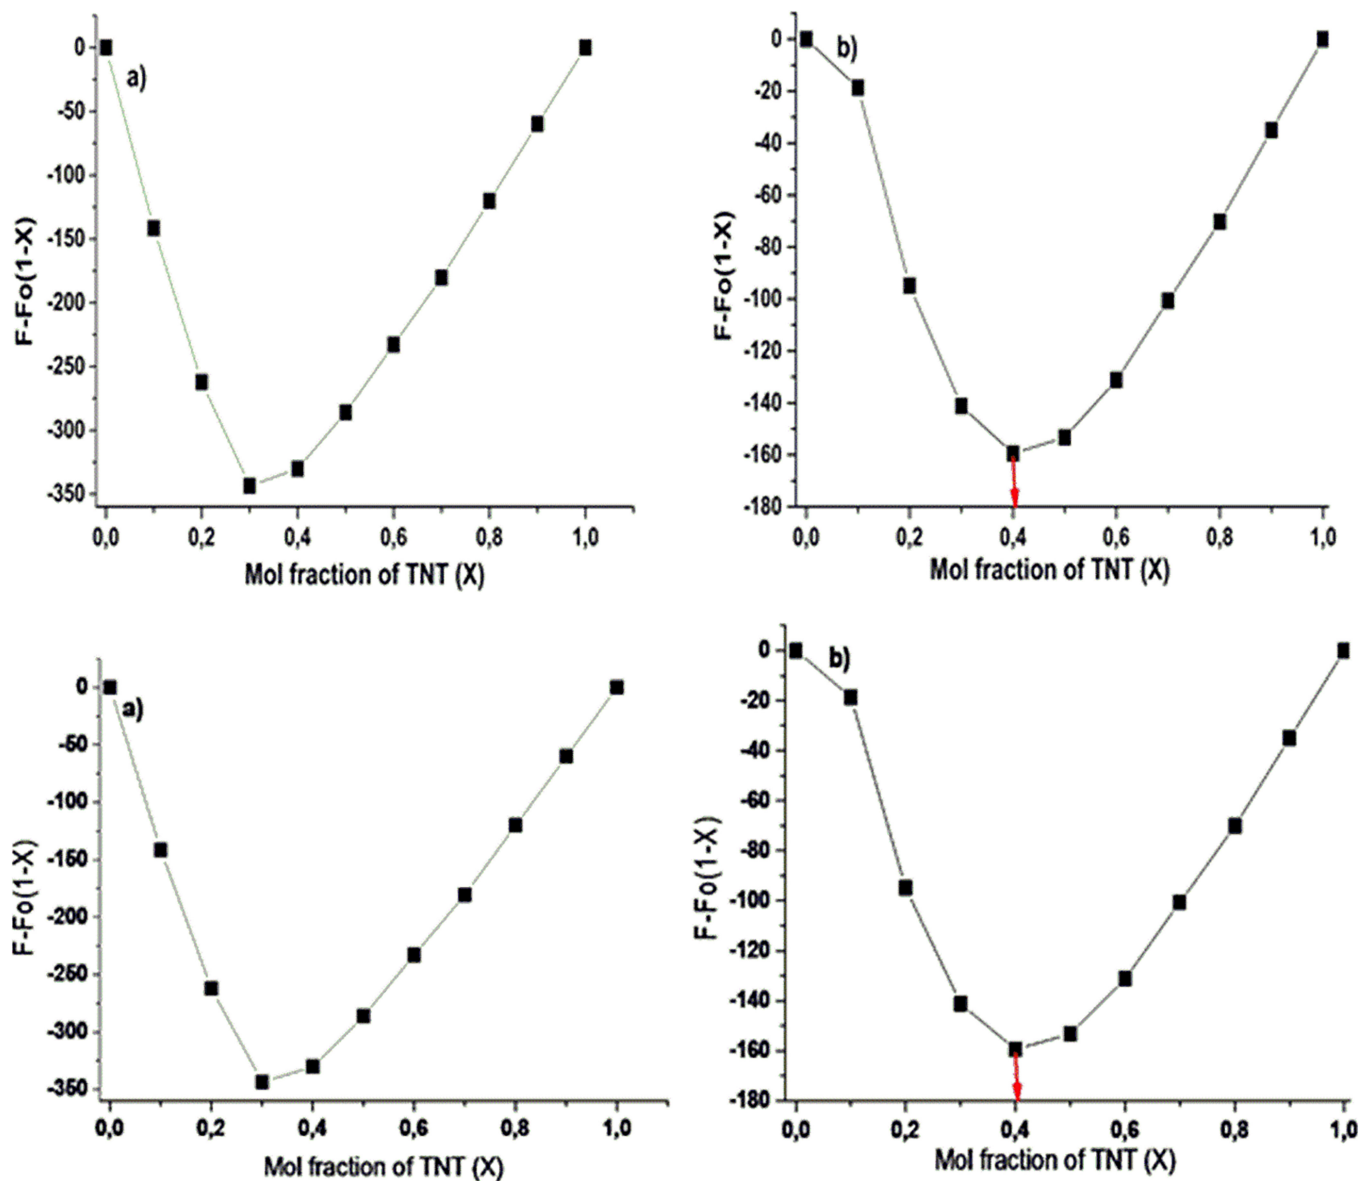 a)
0
-50
-100
-150
-200
-250
-300
-350
F-Fo(1-X)
0,0 0,2 0,4 0,6 0,8 1,0
Mol fraction of TNT (X)
b)
0
-20
-40
-60
-80
-100
-120
-140
-160
-180
F-Fo(1-X)
0,0 0,2 0,4 0,6 0,8 1,0
Mol fraction of TNT (X)
a)
0
-50
-100
-150
-200
-250
-300
-350
F-Fo(1-X)
0,0 0,2 0,4 0,6 0,8 1,0
Mol fraction of TNT (X)
b)
0
-20
-40
-60
-80
-100
-120
-140
-160
-180
F-Fo(1-X)
0,0 0,2 0,4 0,6 0,8 1,0
Mol fraction of TNT (X)